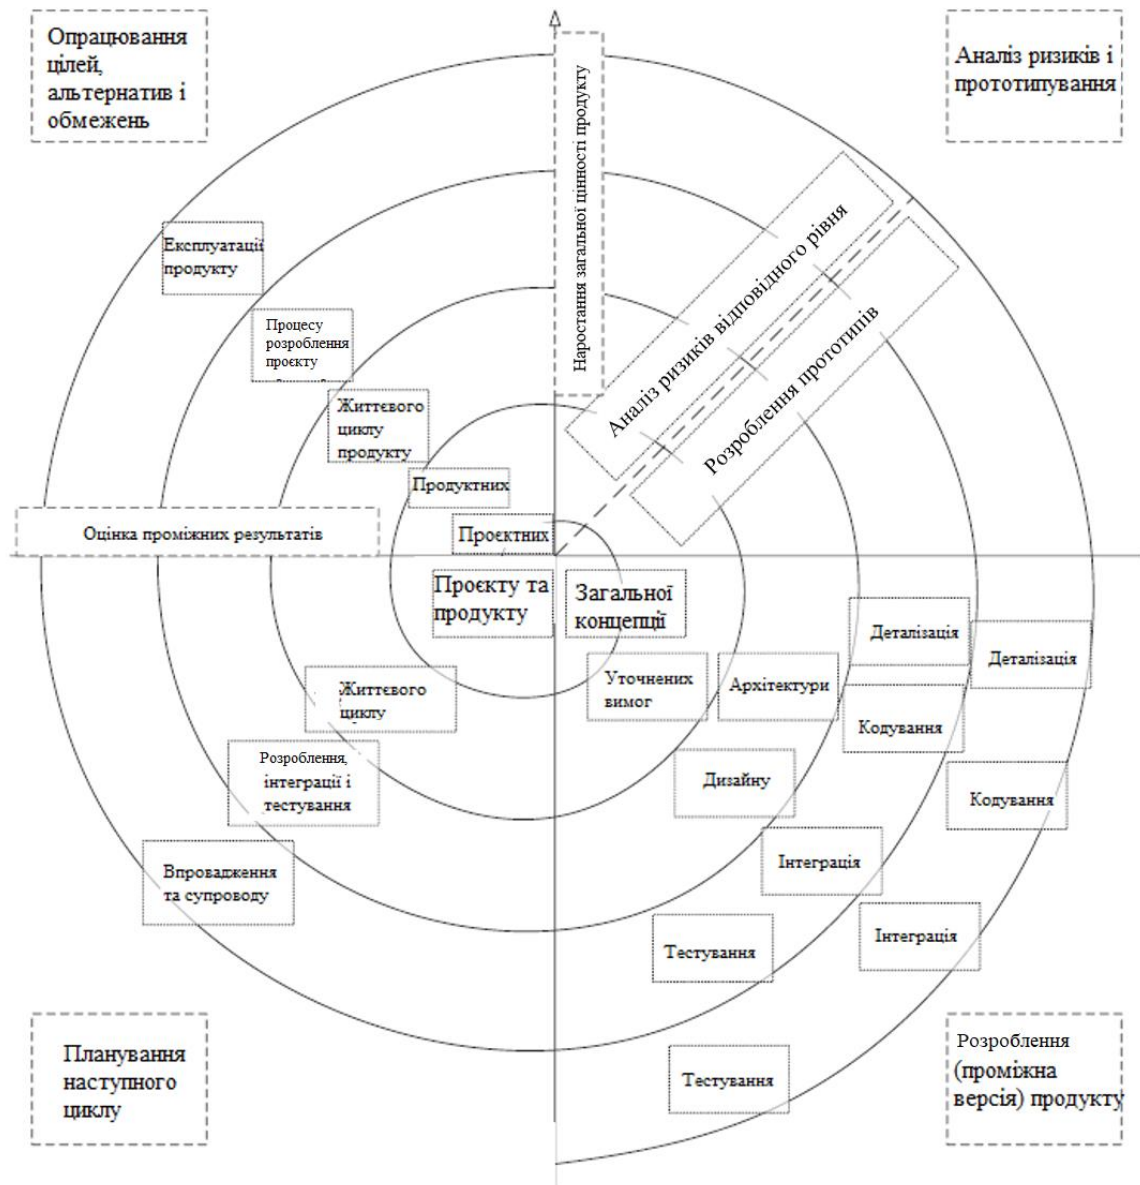 Опрацювання
цілей,
альтернатив і
обмежень
Аналіз ризиків і
прототипування
Наростання загальної цінності продукту
Аналіз ризиків відповідного рівня
Розроблення прототипів
Експлуатації
продукту
Процесу
розроблення
проєкту
Життєвого
циклу
продукту
Продуктних
Проєктних
Оцінка проміжних результатів
Проєкту та
продукту
Загальної
концепції
Життєвого
циклу
Розроблення,
інтеграції і
тестування
Впровадження
та супроводу
Уточнених
вимог
Архітектури
Деталізація
Деталізація
Кодування
Дизайну
Кодування
Інтеграція
Інтеграція
Тестування
Тестування
Планування
наступного
циклу
Розроблення
(проміжна
версія) продукту